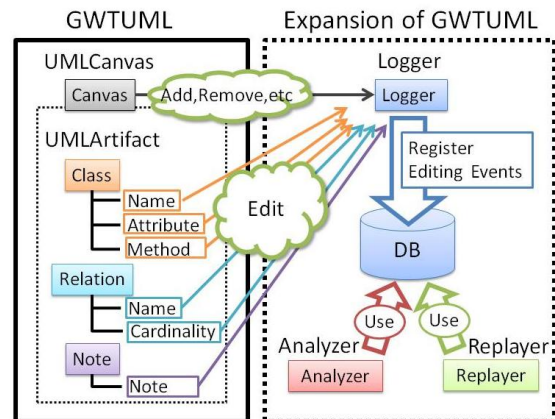 GWTUML
Expansion of GWTUML
UMLCanvas
Canvas
Add,Remove,etc
Logger
Logger
UMLArtifact
Class
Name
Attribute
Method
Edit
Register
Editing Events
DB
Relation
Name
Cardinality
Note
Note
Use
Use
Analyzer
Analyzer
Replayer
Replayer